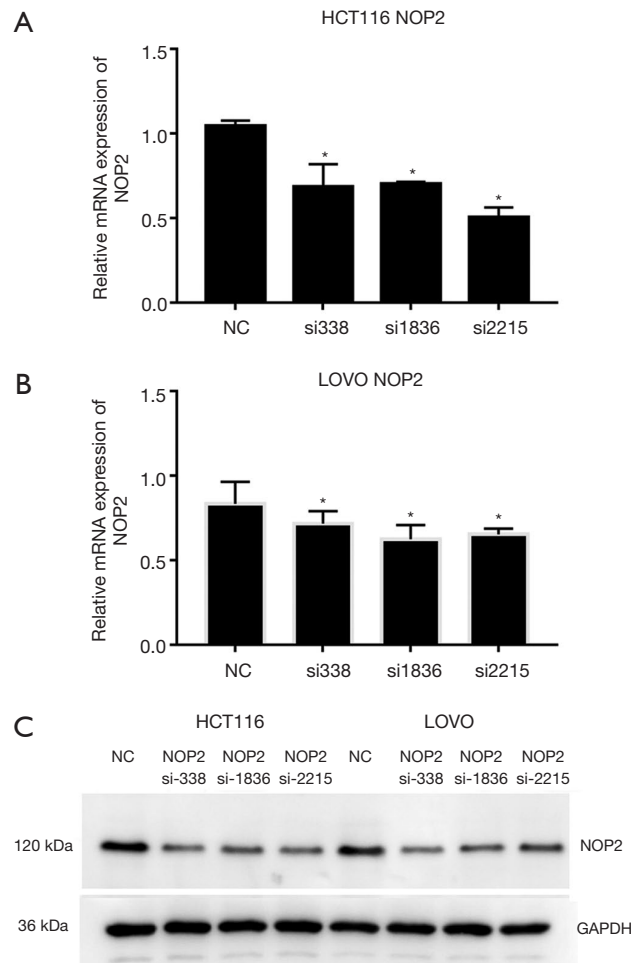 A
HCT116 NOP2
Relative mRNA expression of
NOP2
1.5
1.0
0.5
0.0
*
*
*
NC
si338
si1836
si2215
B
LOVO NOP2
Relative mRNA expression of
NOP2
1.5
1.0
0.5
0.0
*
*
*
NC
si338
si1836
si2215
C
HCT116
LOVO
NC NOP2 NOP2 NOP2 NC NOP2 NOP2 NOP2
si-338 si-1836 si-2215 si-338 si-1836 si-2215
120 kDa
NOP2
36 kDa
GAPDH